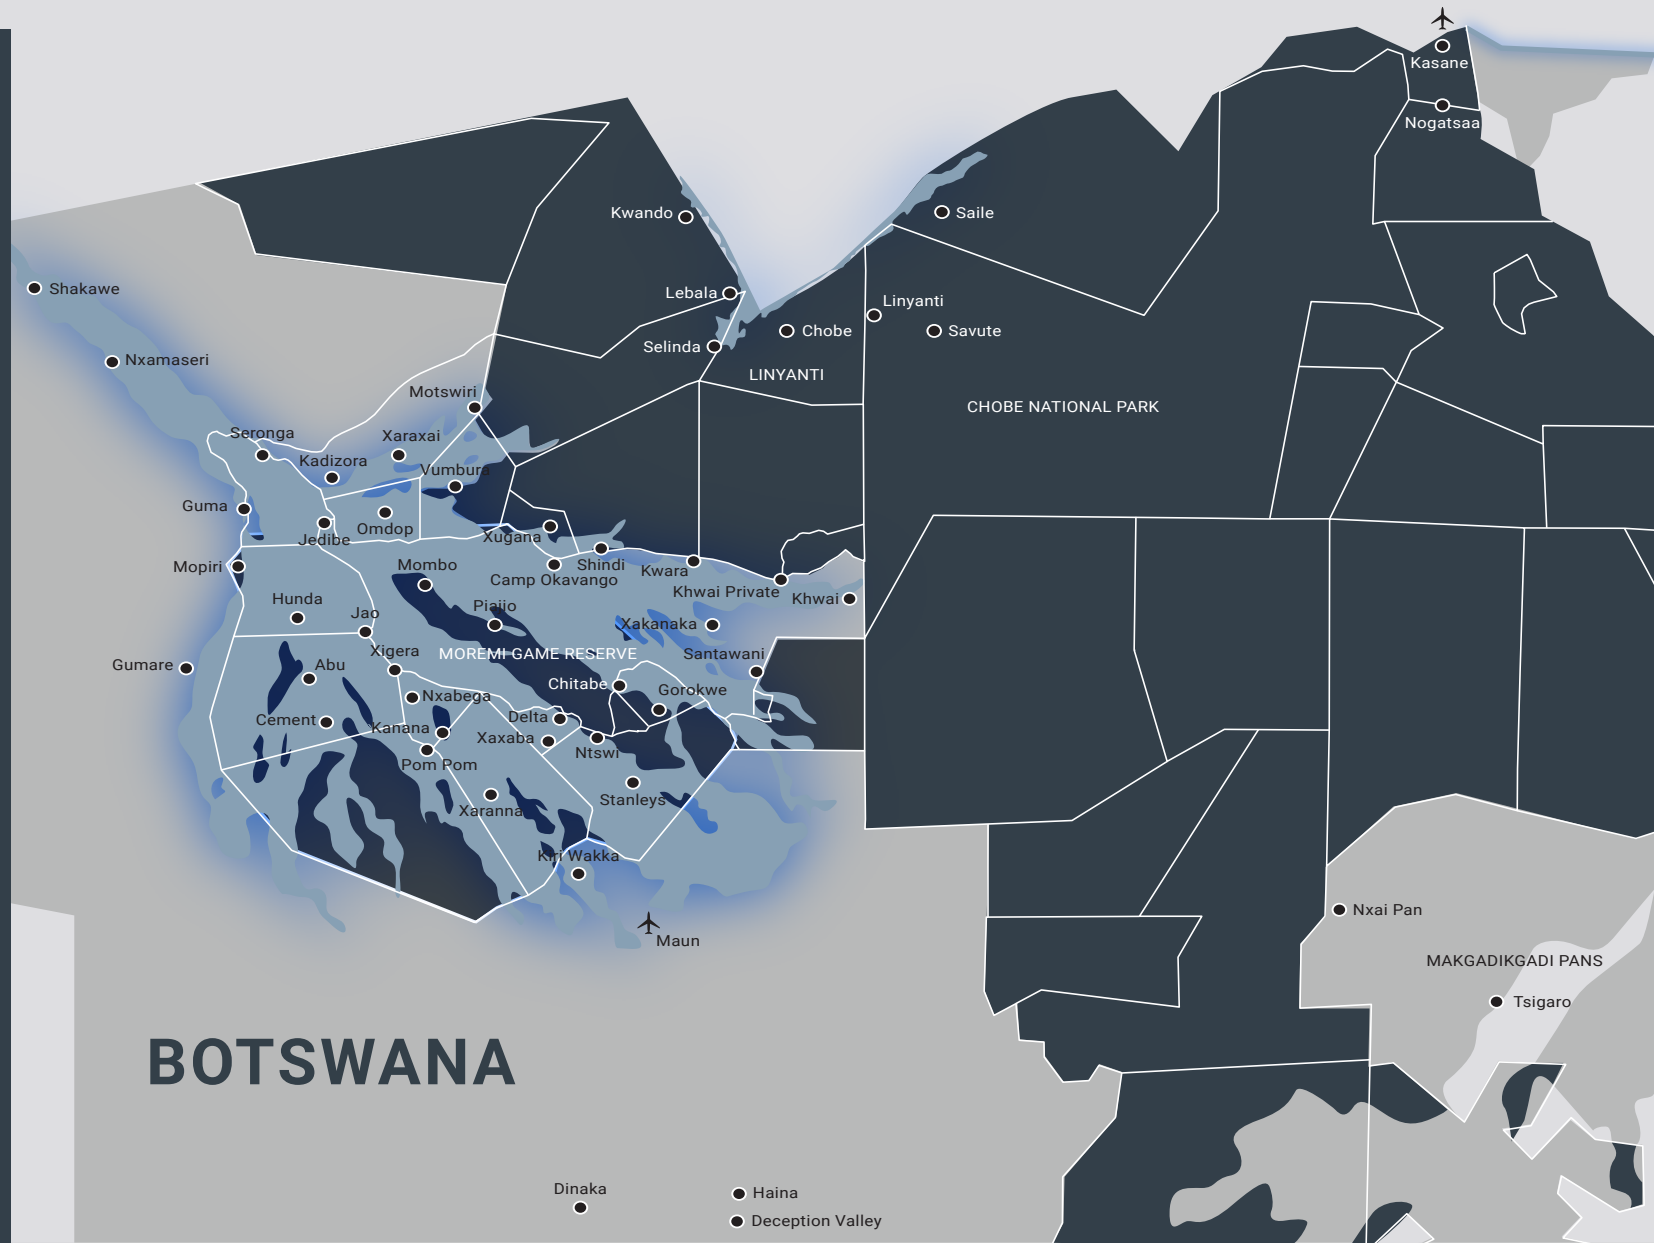 Kasane
Nogatsaa
Kwando
Saile
Shakawe
Lebala
Linyanti
Chobe
Savute
Selinda
Nxamaseri
LINYANTI
Motswiri
CHOBE NATIONAL PARK
Seronga
Xaraxai
Kadizora
Vumbura
Guma
Omdop
Jedibe
Xugana
Mopiri
Mombo
Shindi
Kwara
Camp Okavango
Khwai Private
Khwai
Hunda
Jao
Piajio
Xakanaka
Xigera
MOREMI GAME RESERVE
Santawani
Gumare
Abu
Chitabe
Gorokwe
Nxabega
Cement
Kanana
Delta
Xaxaba
Ntswi
Pom Pom
Stanleys
Xaranna
Kiri Wakka
Nxai Pan
Maun
MAKGADIKGADI PANS
Tsigaro
BOTSWANA
Dinaka
Haina
Deception Valley